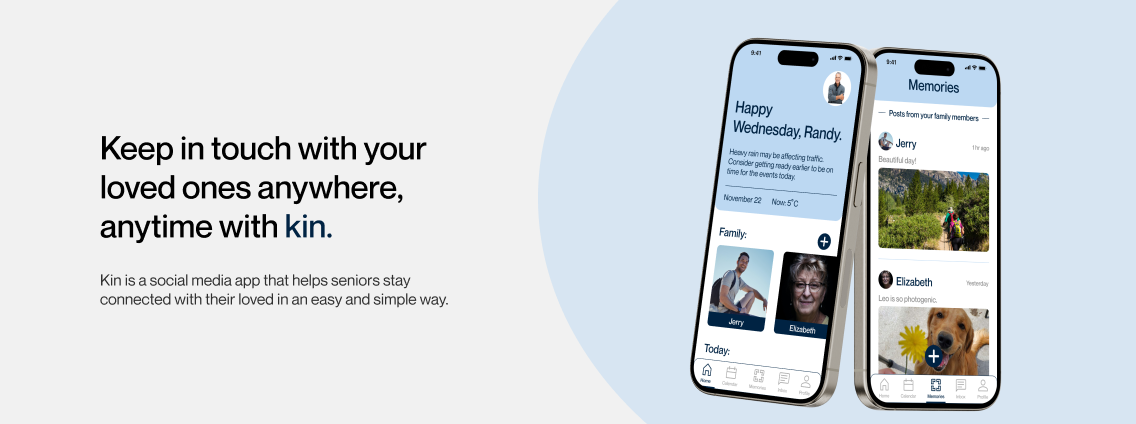 Keep in touch with your
loved ones anywhere,
anytime with kin.
Kin is a social media app that helps seniors stay
connected with their loved in an easy and simple way.
9:41
Happy
Wednesday, Randy.
Heavy rain may be affecting traffic.
Consider getting ready earlier to be on
time for the events today.
November 22 Now: 5°C
Family:
Jerry
Elizabeth
Today:
Home Calendar Memories Inbox Profile
9:41
Memories
Posts from your family members
Jerry 1hr ago
Beautiful day!
Elizabeth Yesterday
Leo is so photogenic.
Home Calendar Memories Inbox Profile